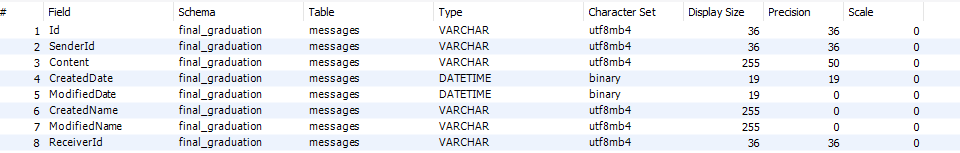 # Field Schema Table Type Character Set Display Size Precision Scale
1 Id final_graduation messages VARCHAR utf8mb4 36 36 0
2 SenderId final_graduation messages VARCHAR utf8mb4 36 36 0
3 Content final_graduation messages VARCHAR utf8mb4 255 50 0
4 CreatedDate final_graduation messages DATETIME binary 19 19 0
5 ModifiedDate final_graduation messages DATETIME binary 19 0 0
6 CreatedName final_graduation messages VARCHAR utf8mb4 255 0 0
7 ModifiedName final_graduation messages VARCHAR utf8mb4 255 0 0
8 ReceiverId final_graduation messages VARCHAR utf8mb4 36 36 0